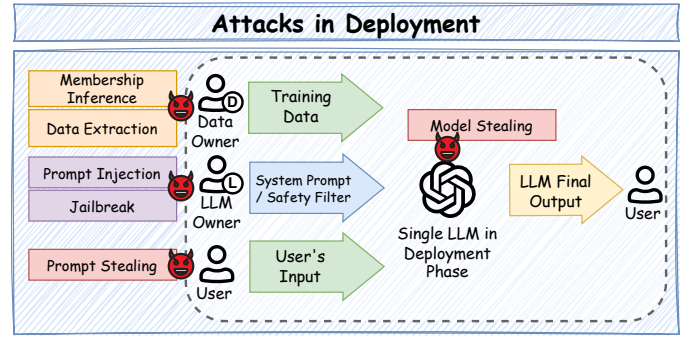 Attacks in Deployment
Membership
Inference
Data Extraction
D
Data
Owner
Training
Data
Model Stealing
Prompt Injection
Jailbreak
L
LLM
Owner
System Prompt
/ Safety Filter
Single LLM in
Deployment
Phase
LLM Final
Output
User
Prompt Stealing
User
User's
Input